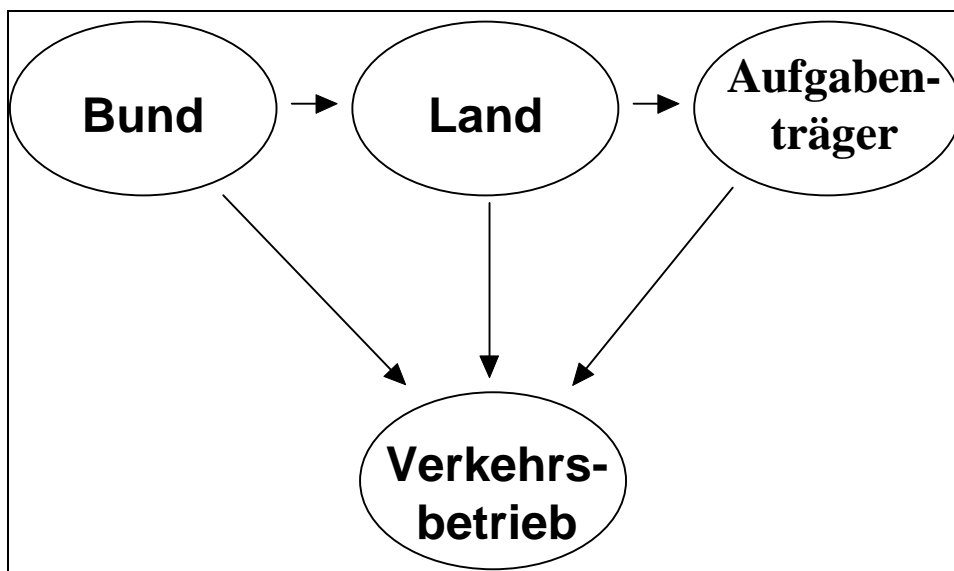 Bund
Land
Aufgaben-
träger
Verkehrs-
betrieb